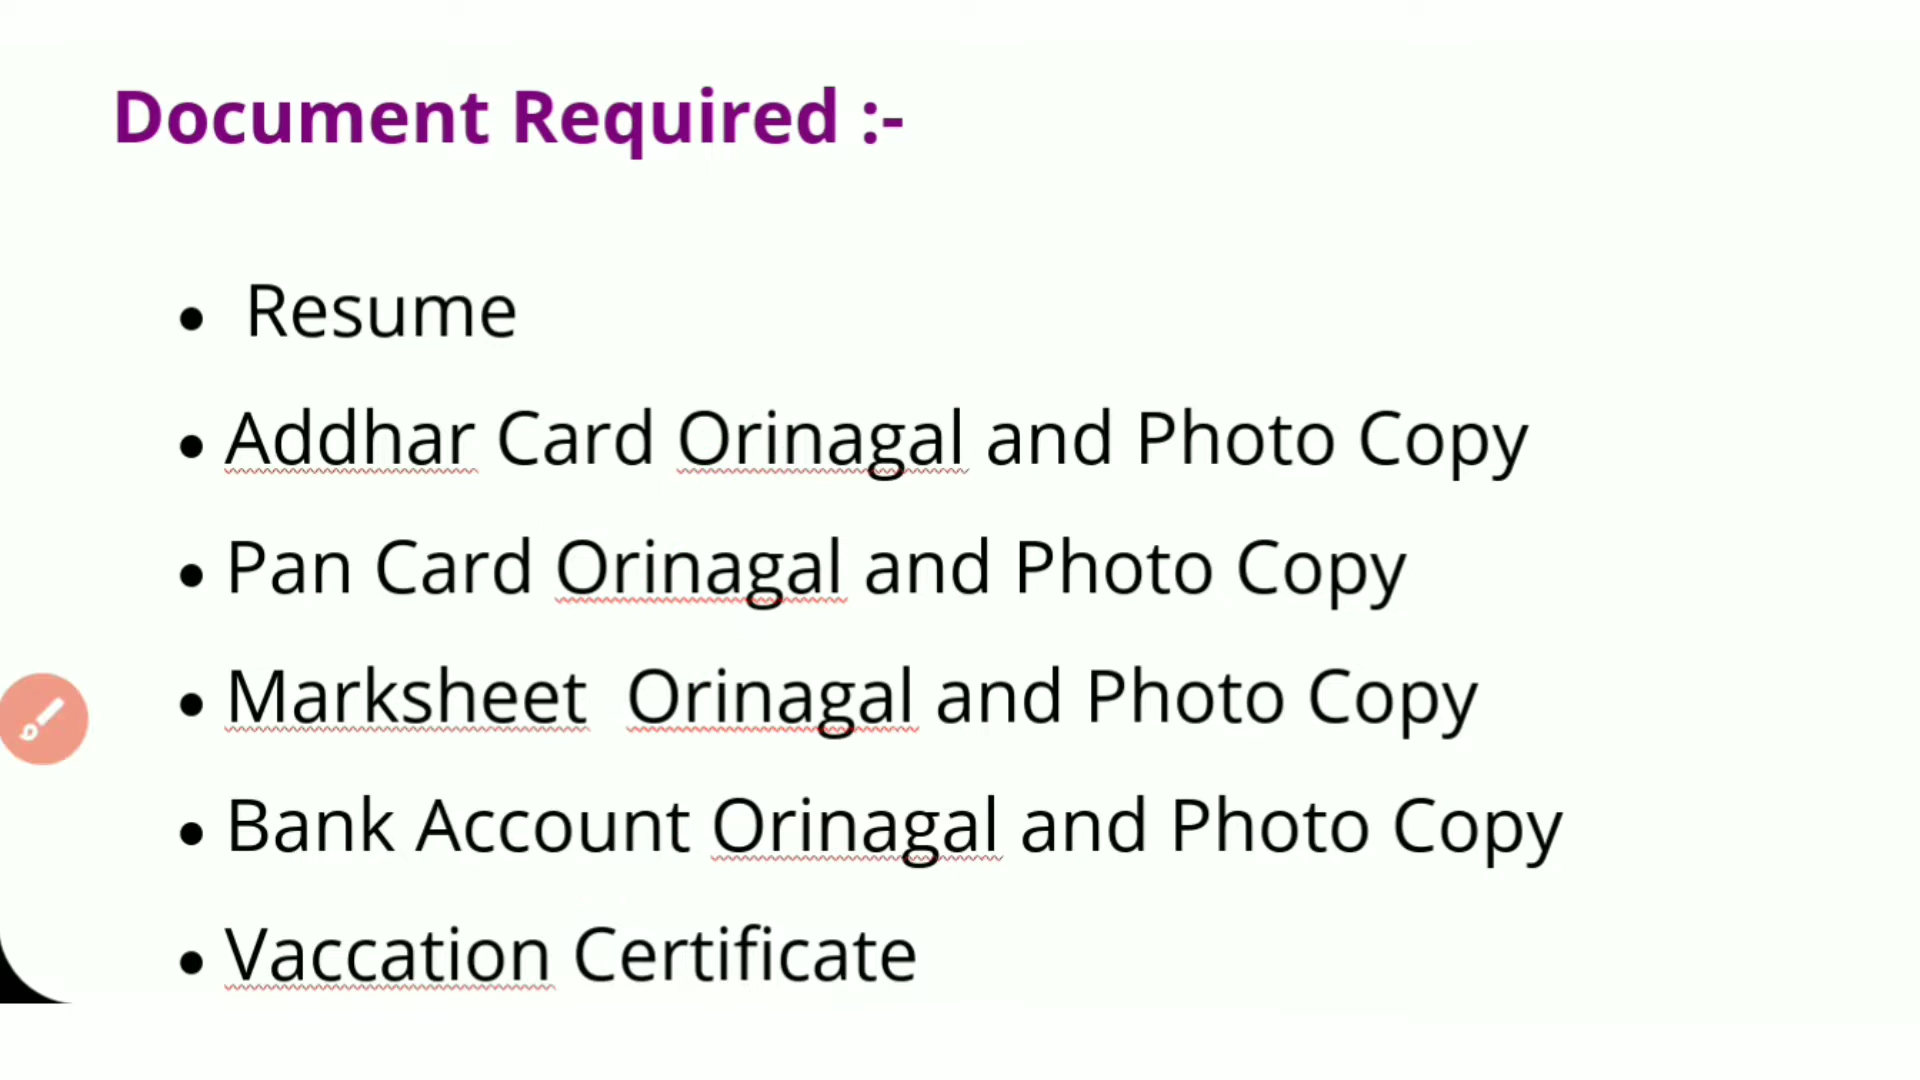 Document Required :-
• Resume
• Addhar Card Orinagal and Photo Copy
• Pan Card Orinagal and Photo Copy
• Marksheet  Orinagal and Photo Copy
• Bank Account Orinagal and Photo Copy
• Vaccation Certificate